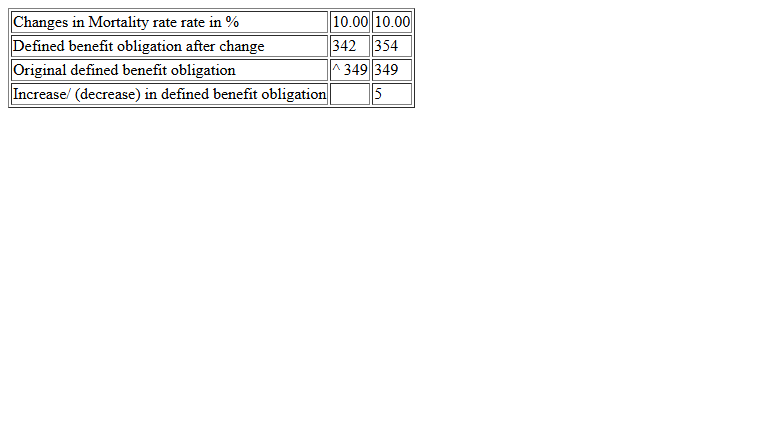 Changes in Mortality rate rate in % 10.00 10.00
Defined benefit obligation after change 342 354
Original defined benefit obligation ^ 349 349
Increase/ (decrease) in defined benefit obligation 5